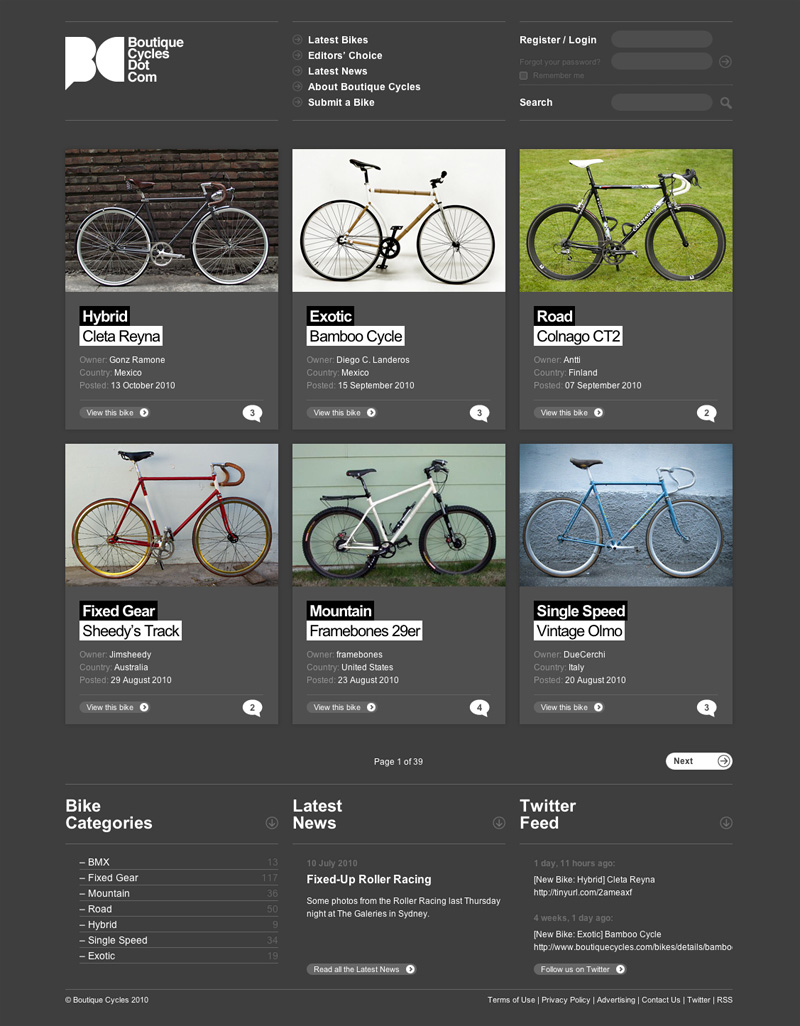 Boutique
Cycles
Dot
Com
Latest Bikes
Editors' Choice
Latest News
About Boutique Cycles
Submit a Bike
Register / Login
Forgot your password?
Remember me
Search
Hybrid
Cleta Reyna
Owner: Gonz Ramone
Country: Mexico
Posted: 13 October 2010
View this bike
3
Exotic
Bamboo Cycle
Owner: Diego C. Landeros
Country: Mexico
Posted: 15 September 2010
View this bike
3
Road
Colnago CT2
Owner: Antti
Country: Finland
Posted: 07 September 2010
View this bike
2
Fixed Gear
Sheedy's Track
Owner: Jimsheedy
Country: Australia
Posted: 29 August 2010
View this bike
2
Mountain
Framebones 29er
Owner: framebones
Country: United States
Posted: 23 August 2010
View this bike
4
Single Speed
Vintage Olmo
Owner: DueCerchi
Country: Italy
Posted: 20 August 2010
View this bike
3
Page 1 of 39
Next
Bike
Categories
– BMX 13
– Fixed Gear 117
– Mountain 36
– Road 50
– Hybrid 9
– Single Speed 34
– Exotic 19
Latest
News
10 July 2010
Fixed-Up Roller Racing
Some photos from the Roller Racing last Thursday
night at The Galeries in Sydney.
Read all the Latest News
Twitter
Feed
1 day, 11 hours ago:
[New Bike: Hybrid] Cleta Reyna
http://tinyurl.com/2ameaxf
4 weeks, 1 day ago:
[New Bike: Exotic] Bamboo Cycle
http://www.boutiquecycles.com/bikes/details/bambo
Follow us on Twitter
© Boutique Cycles 2010
Terms of Use | Privacy Policy | Advertising | Contact Us | Twitter | RSS